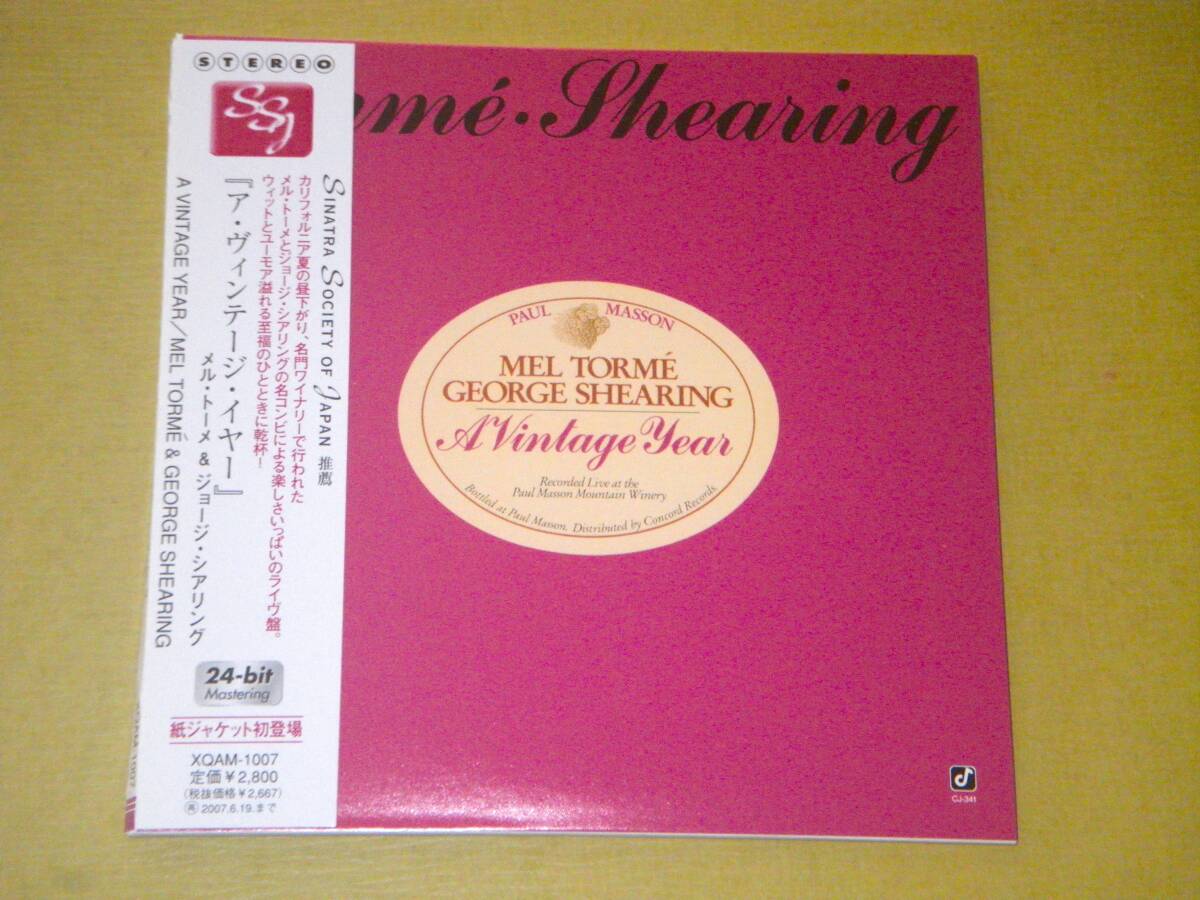 STEREO
SSJ
SINATRA SOCIETY OF JAPAN 推薦
カリフォルニア夏の昼下がり、名門ワイナリーで行われた
メル・トーメとジョージ・シアリングの名コンビによる楽しさいっぱいのライヴ盤。
ウィットとユーモア溢れる至福のひとときに乾杯!
『ア・ヴィンテージ・イヤー』
メル・トーメ & ジョージ・シアリング
A VINTAGE YEAR/MEL TORMÉ & GEORGE SHEARING
24-bit
Mastering
紙ジャケット初登場
XQAM-1007
定価¥2,800
(税抜価格¥2,667)
再 2007.6.19.まで
rmé・Shearing
PAUL MASSON
MEL TORMÉ
GEORGE SHEARING
A Vintage Year
Recorded Live at the
Paul Masson Mountain Winery
Bottled at Paul Masson. Distributed by Concord Records.
CJ-341